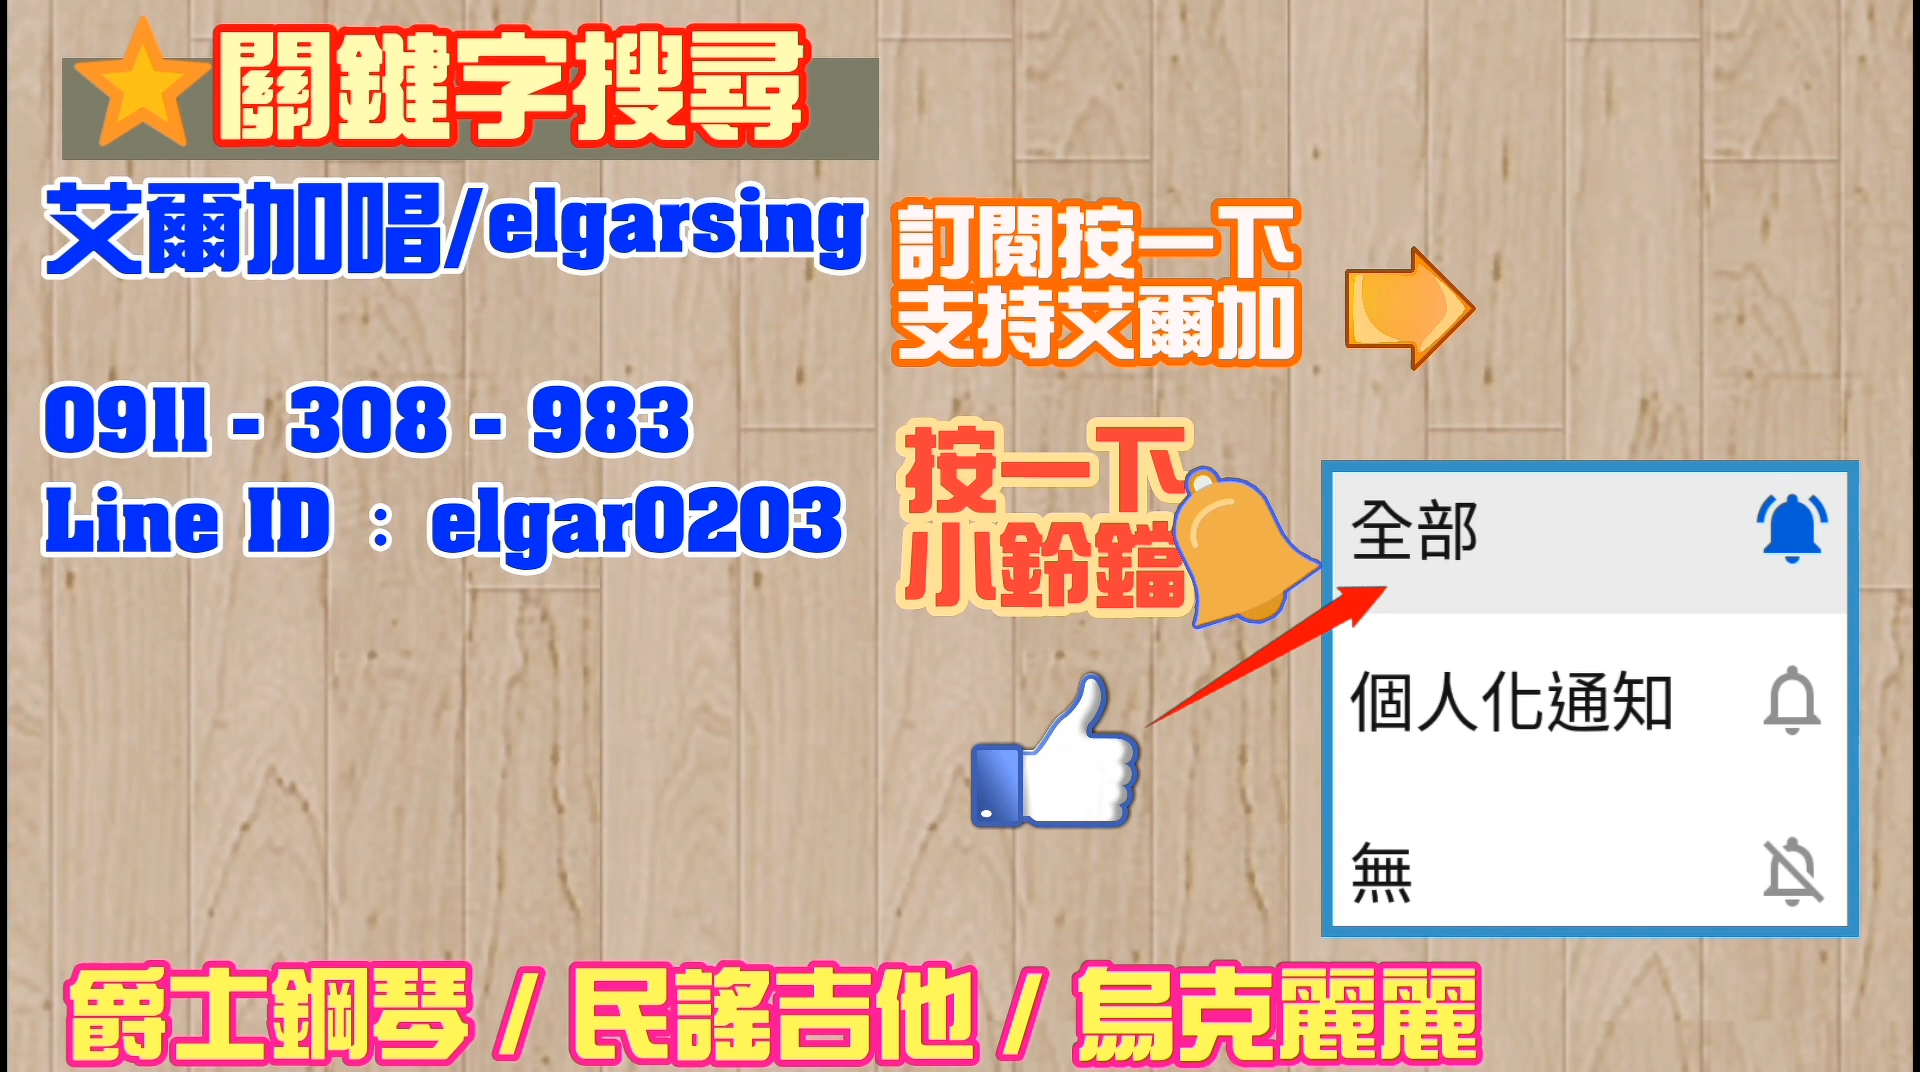 關鍵字搜尋
艾爾加唱/elgarsing
0911 - 308 - 983
Line ID : elgar0203
訂閱按一下
支持艾爾加
按一下
小鈴鐺
全部
個人化通知
無
爵士鋼琴 / 民謠吉他 / 烏克麗麗